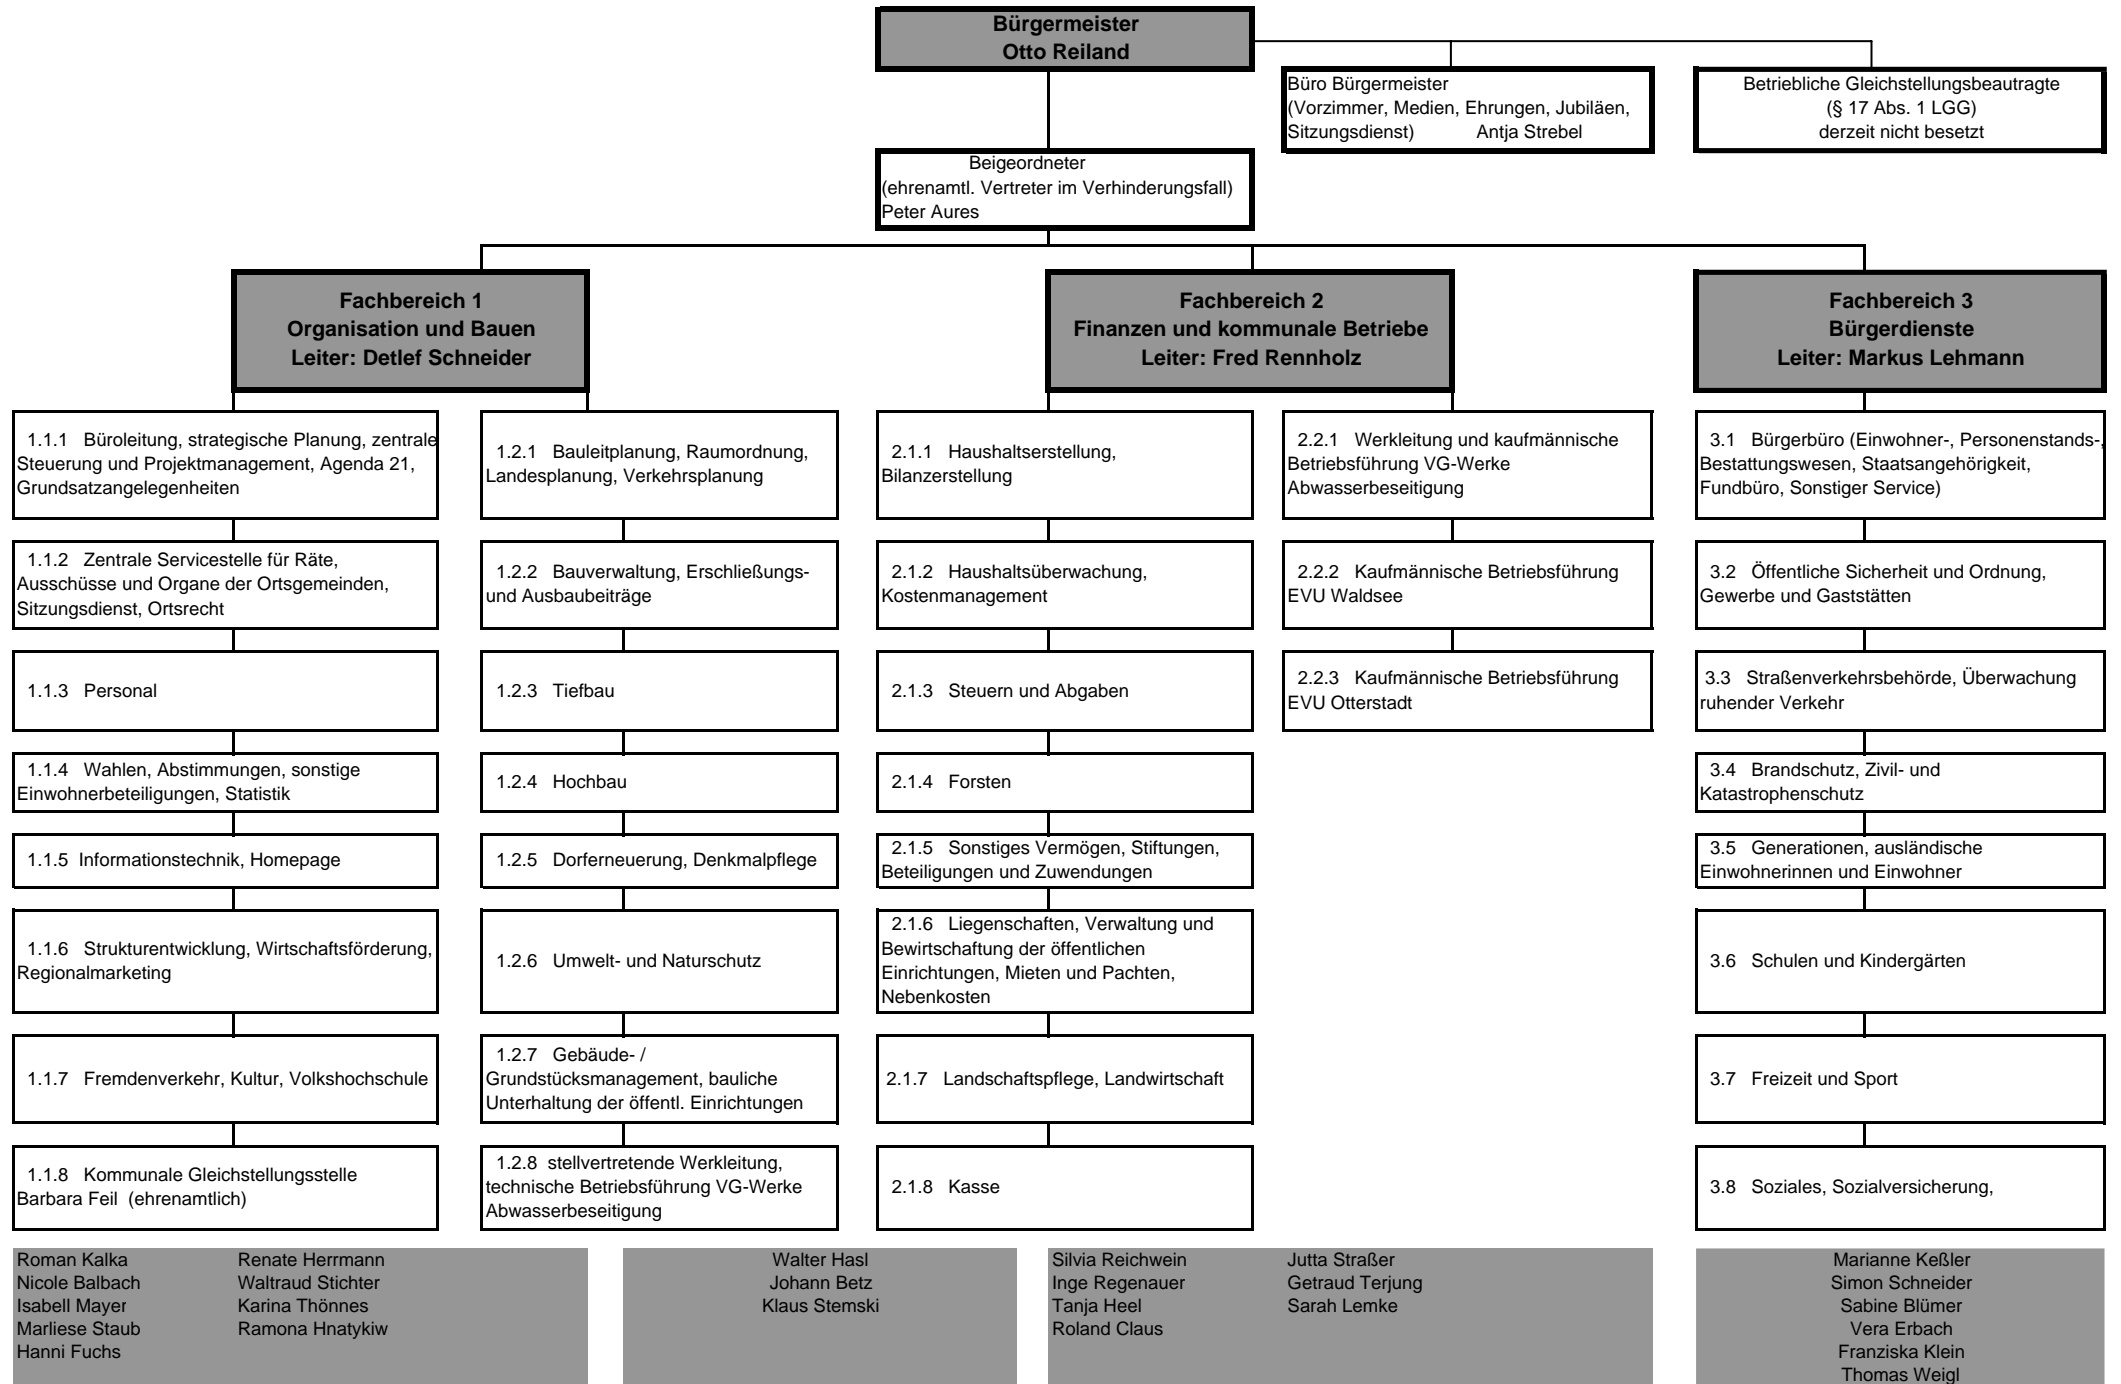 Bürgermeister
Otto Reiland
Büro Bürgermeister
(Vorzimmer, Medien, Ehrungen, Jubiläen,
Sitzungsdienst) Antja Strebel
Betriebliche Gleichstellungsbeautragte
(§ 17 Abs. 1 LGG)
derzeit nicht besetzt
Beigeordneter
(ehrenamtl. Vertreter im Verhinderungsfall)
Peter Aures
Fachbereich 1
Organisation und Bauen
Leiter: Detlef Schneider
Fachbereich 2
Finanzen und kommunale Betriebe
Leiter: Fred Rennholz
Fachbereich 3
Bürgerdienste
Leiter: Markus Lehmann
1.1.1 Büroleitung, strategische Planung, zentrale
Steuerung und Projektmanagement, Agenda 21,
Grundsatzangelegenheiten
1.2.1 Bauleitplanung, Raumordnung,
Landesplanung, Verkehrsplanung
2.1.1 Haushaltserstellung,
Bilanzerstellung
2.2.1 Werkleitung und kaufmännische
Betriebsführung VG-Werke
Abwasserbeseitigung
3.1 Bürgerbüro (Einwohner-, Personenstands-,
Bestattungswesen, Staatsangehörigkeit,
Fundbüro, Sonstiger Service)
1.1.2 Zentrale Servicestelle für Räte,
Ausschüsse und Organe der Ortsgemeinden,
Sitzungsdienst, Ortsrecht
1.2.2 Bauverwaltung, Erschließungs-
und Ausbaubeiträge
2.1.2 Haushaltsüberwachung,
Kostenmanagement
2.2.2 Kaufmännische Betriebsführung
EVU Waldsee
3.2 Öffentliche Sicherheit und Ordnung,
Gewerbe und Gaststätten
1.1.3 Personal
1.2.3 Tiefbau
2.1.3 Steuern und Abgaben
2.2.3 Kaufmännische Betriebsführung
EVU Otterstadt
3.3 Straßenverkehrsbehörde, Überwachung
ruhender Verkehr
1.1.4 Wahlen, Abstimmungen, sonstige
Einwohnerbeteiligungen, Statistik
1.2.4 Hochbau
2.1.4 Forsten
3.4 Brandschutz, Zivil- und
Katastrophenschutz
1.1.5 Informationstechnik, Homepage
1.2.5 Dorferneuerung, Denkmalpflege
2.1.5 Sonstiges Vermögen, Stiftungen,
Beteiligungen und Zuwendungen
3.5 Generationen, ausländische
Einwohnerinnen und Einwohner
1.1.6 Strukturentwicklung, Wirtschaftsförderung,
Regionalmarketing
1.2.6 Umwelt- und Naturschutz
2.1.6 Liegenschaften, Verwaltung und
Bewirtschaftung der öffentlichen
Einrichtungen, Mieten und Pachten,
Nebenkosten
3.6 Schulen und Kindergärten
1.1.7 Fremdenverkehr, Kultur, Volkshochschule
1.2.7 Gebäude- /
Grundstücksmanagement, bauliche
Unterhaltung der öffentl. Einrichtungen
2.1.7 Landschaftspflege, Landwirtschaft
3.7 Freizeit und Sport
1.1.8 Kommunale Gleichstellungsstelle
Barbara Feil (ehrenamtlich)
1.2.8 stellvertretende Werkleitung,
technische Betriebsführung VG-Werke
Abwasserbeseitigung
2.1.8 Kasse
3.8 Soziales, Sozialversicherung,
Roman Kalka
Nicole Balbach
Isabell Mayer
Marliese Staub
Hanni Fuchs
Renate Herrmann
Waltraud Stichter
Karina Thönnes
Ramona Hnatykiw
Walter Hasl
Johann Betz
Klaus Stemski
Silvia Reichwein
Inge Regenauer
Tanja Heel
Roland Claus
Jutta Straßer
Getraud Terjung
Sarah Lemke
Marianne Keßler
Simon Schneider
Sabine Blümer
Vera Erbach
Franziska Klein
Thomas Weigl